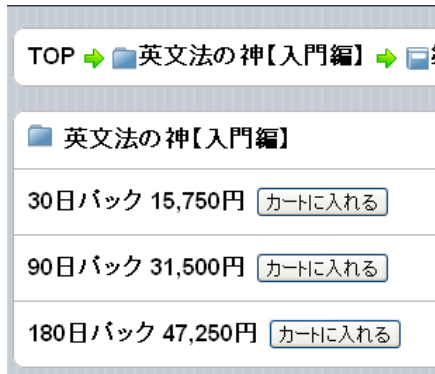 TOP 英文法の神【入門編】
英文法の神【入門編】
30日パック 15,750円 カートに入れる
90日パック 31,500円 カートに入れる
180日パック 47,250円 カートに入れる